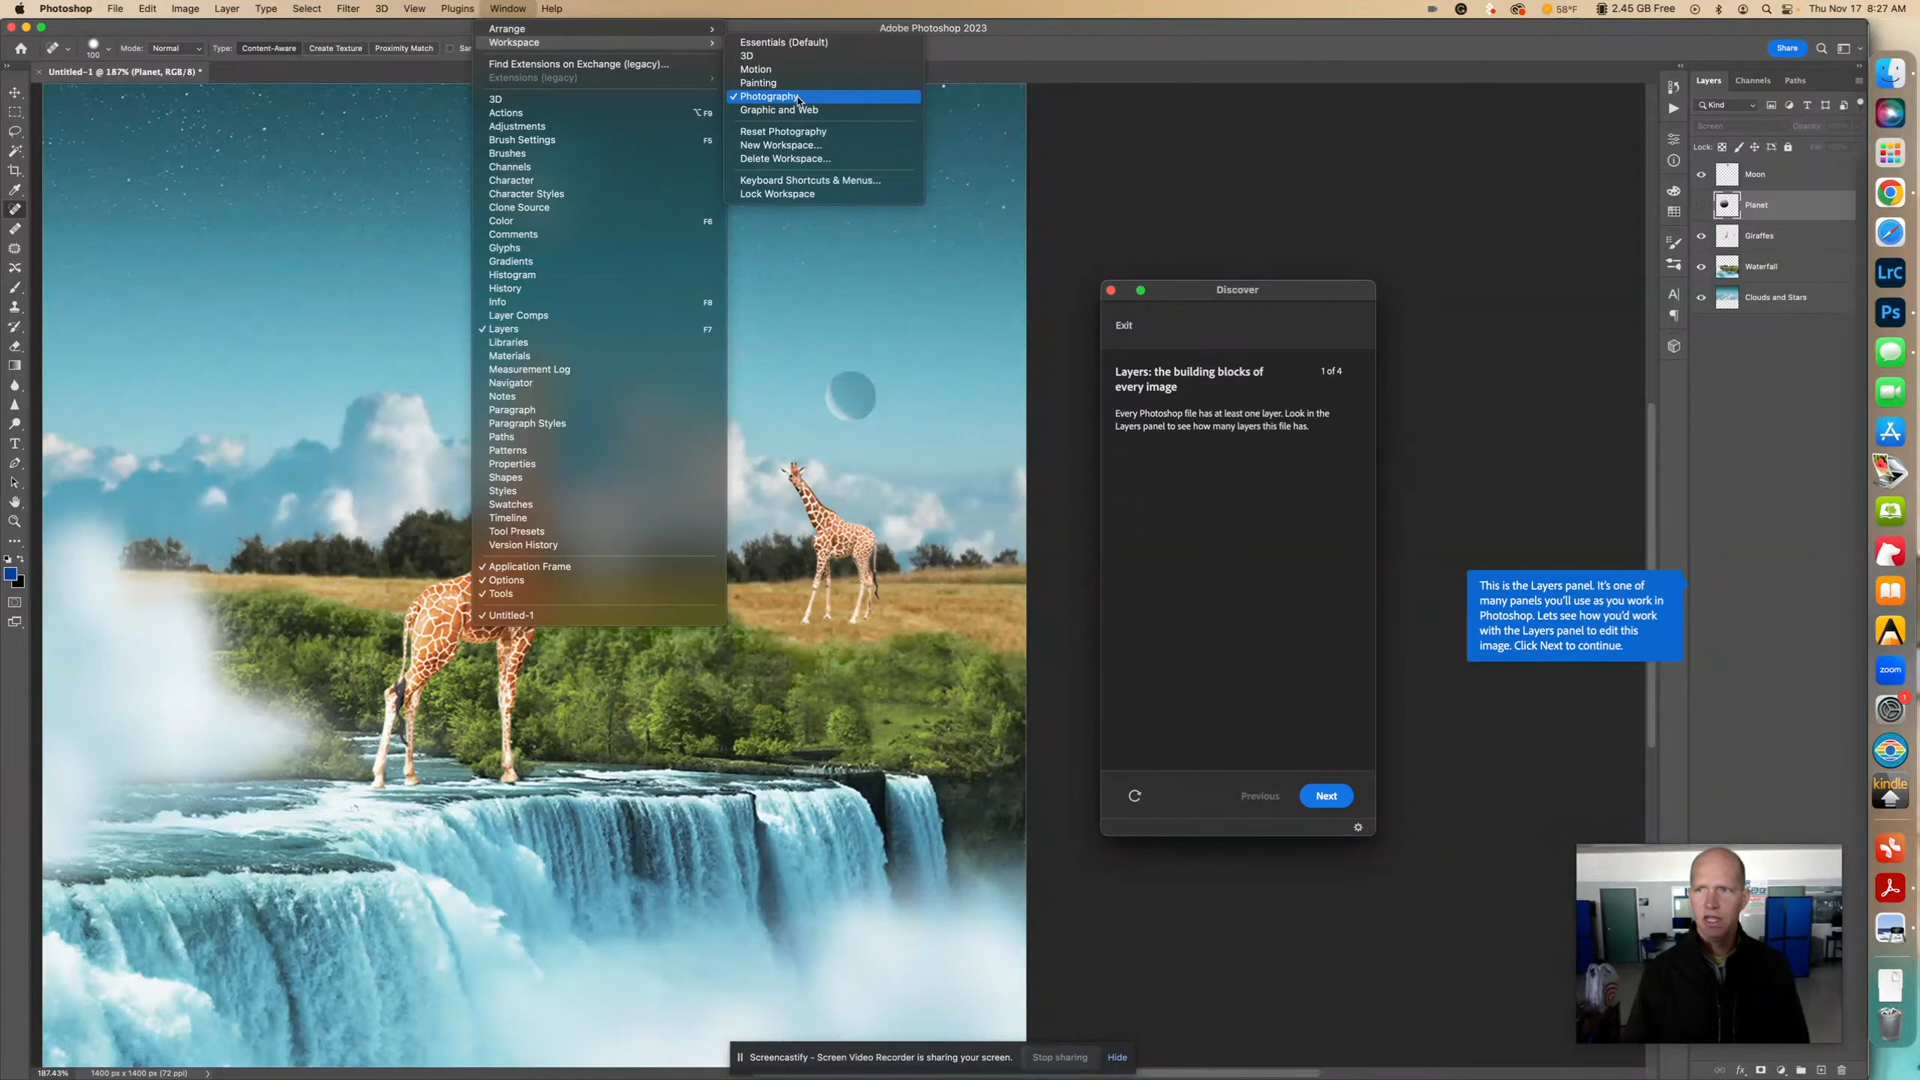 Photoshop File Edit Image Layer Type Select Filter 3D View Plugins Window Help
58°F 2.45 GB Free Thu Nov 17 8:27 AM
Adobe Photoshop 2023
100 Mode: Normal Type: Content-Aware Create Texture Proximity Match
Share
Untitled-1 @ 187% (Planet, RGB/8) *
Arrange
Workspace
Find Extensions on Exchange (legacy)...
Extensions (legacy)
3D
Actions ⌥F9
Adjustments
Brush Settings F5
Brushes
Channels
Character
Character Styles
Clone Source
Color F6
Comments
Glyphs
Gradients
Histogram
History
Info F8
Layer Comps
✓ Layers F7
Libraries
Materials
Measurement Log
Navigator
Notes
Paragraph
Paragraph Styles
Paths
Patterns
Properties
Shapes
Styles
Swatches
Timeline
Tool Presets
Version History
✓ Application Frame
✓ Options
✓ Tools
✓ Untitled-1
Essentials (Default)
3D
Motion
Painting
✓ Photography
Graphic and Web
Reset Photography
New Workspace...
Delete Workspace...
Keyboard Shortcuts & Menus...
Lock Workspace
Discover
Exit
Layers: the building blocks of
every image
1 of 4
Every Photoshop file has at least one layer. Look in the
Layers panel to see how many layers this file has.
Previous Next
This is the Layers panel. It's one of
many panels you'll use as you work in
Photoshop. Lets see how you'd work
with the Layers panel to edit this
image. Click Next to continue.
Layers Channels Paths
Kind
Screen Opacity:
Lock: Fill:
Moon
Planet
Giraffes
Waterfall
Clouds and Stars
LrC
Ps
zoom
1
kindle
Screencastify - Screen Video Recorder is sharing your screen. Stop sharing Hide
187.43% 1400 px x 1400 px (72 ppi)